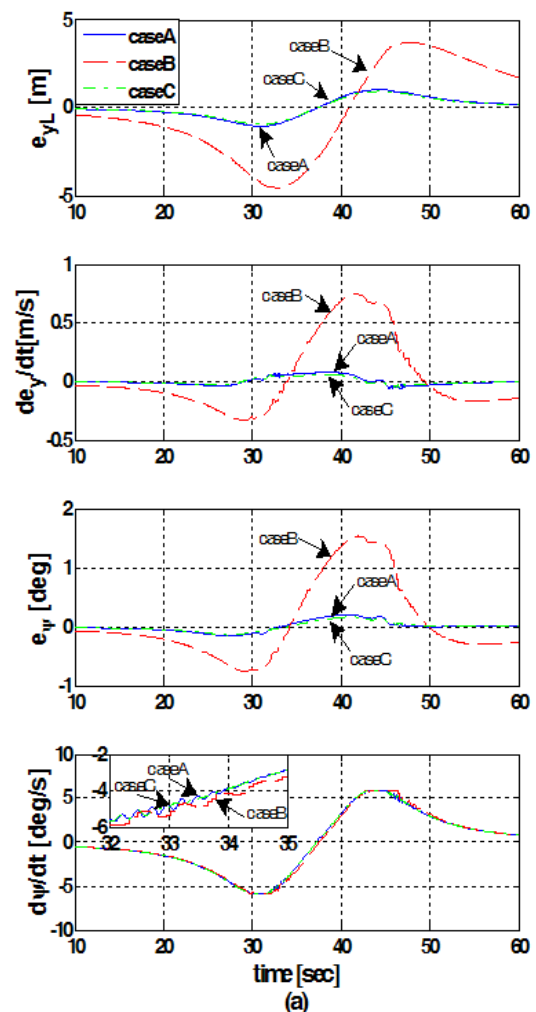 5
0
-5
e_yL [m]
caseA
caseB
caseC
caseB
caseC
caseA
10 20 30 40 50 60
1
0.5
0
-0.5
de_y/dt[m/s]
caseB
caseA
caseC
10 20 30 40 50 60
2
1
0
-1
e_ψ [deg]
caseB
caseA
caseC
10 20 30 40 50 60
10
5
0
-5
-10
dψ/dt [deg/s]
-2
-4
-6
caseA
caseC
caseB
32 33 34 35
10 20 30 40 50 60
time [sec]
(a)